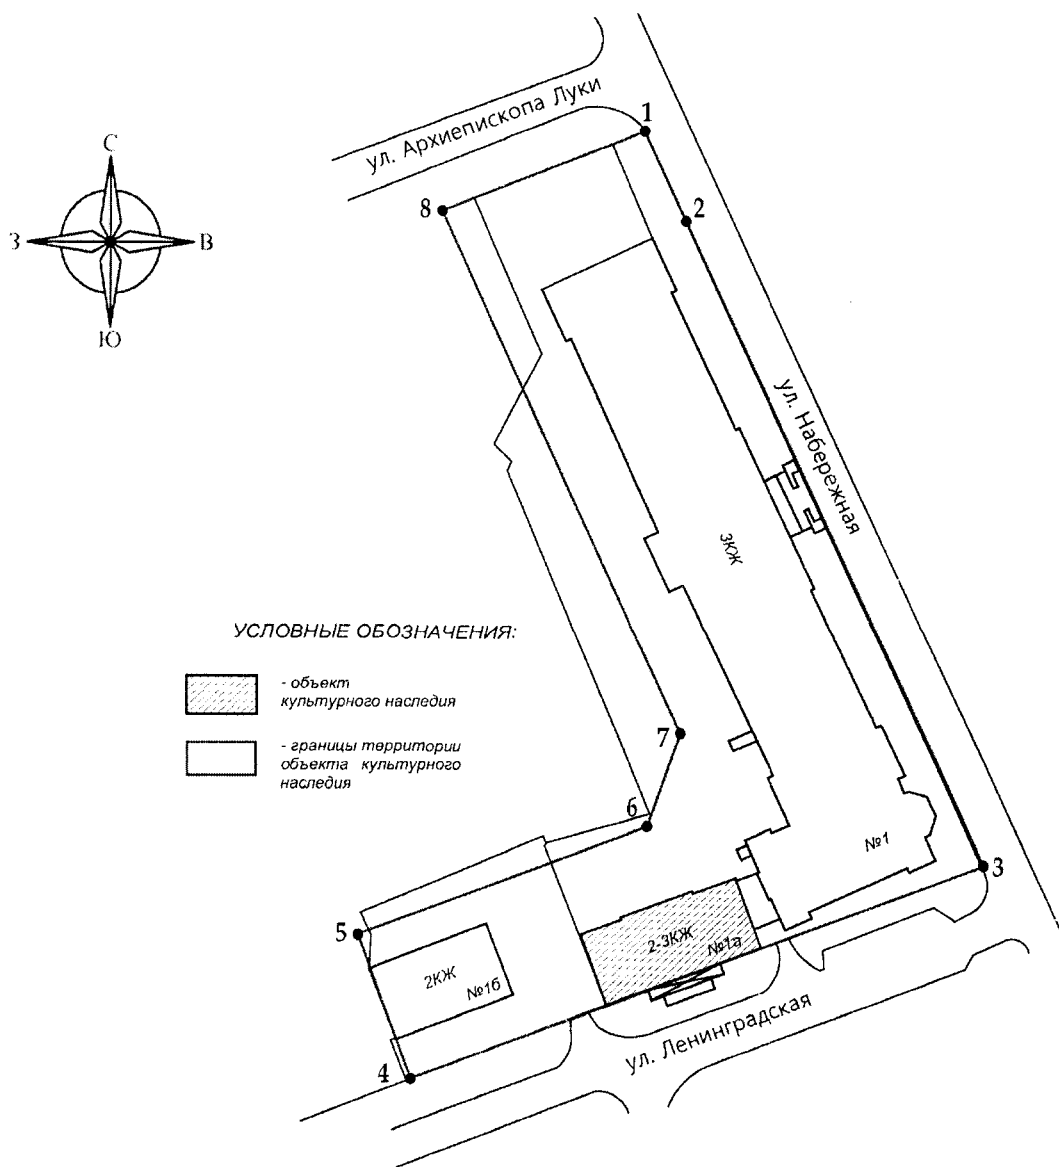 ул. Архиепископа Луки
1
С
8
2
З
В
Ю
ул. Набережная
3КЖ
УСЛОВНЫЕ ОБОЗНАЧЕНИЯ:
- объект
культурного наследия
7
- границы территории
объекта культурного
наследия
6
№1
3
5
2-3КЖ
№1а
2КЖ
№1б
ул. Ленинградская
4